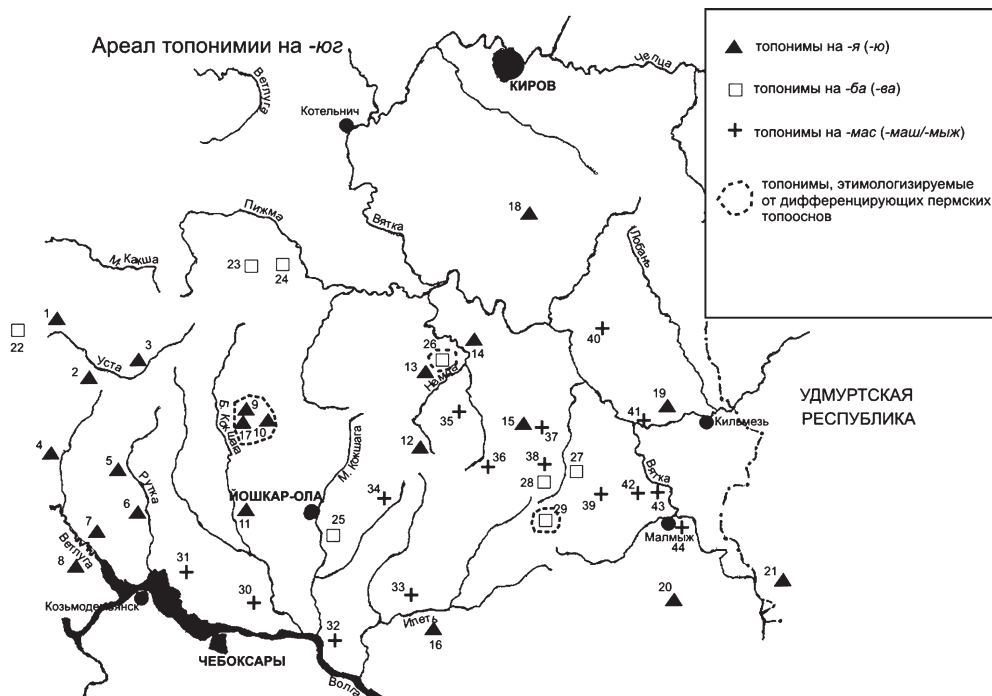 Ареал топонимии на -юг
Ветлуга
КИРОВ
Чепца
Котельнич
Вятка
Пижма
М. Какша
Лобань
18
23
24
1
22
Уста
2
3
26
13
14
Немда
40
19
41
Кильмезь
УДМУРТСКАЯ
РЕСПУБЛИКА
9
17
10
Б. Кокшага
4
5
6
Рутка
7
Ветлуга
8
11
ЙОШКАР-ОЛА
М. Кокшага
12
35
36
15
37
38
28
27
29
39
42
43
Вятка
Малмыж
44
34
25
31
30
32
33
Илеть
16
20
21
Козьмодемьянск
ЧЕБОКСАРЫ
Волга
топонимы на -я (-ю)
топонимы на -ба (-ва)
топонимы на -мас (-маш/-мыж)
топонимы, этимологизируемые
от дифференцирующих пермских
топооснов